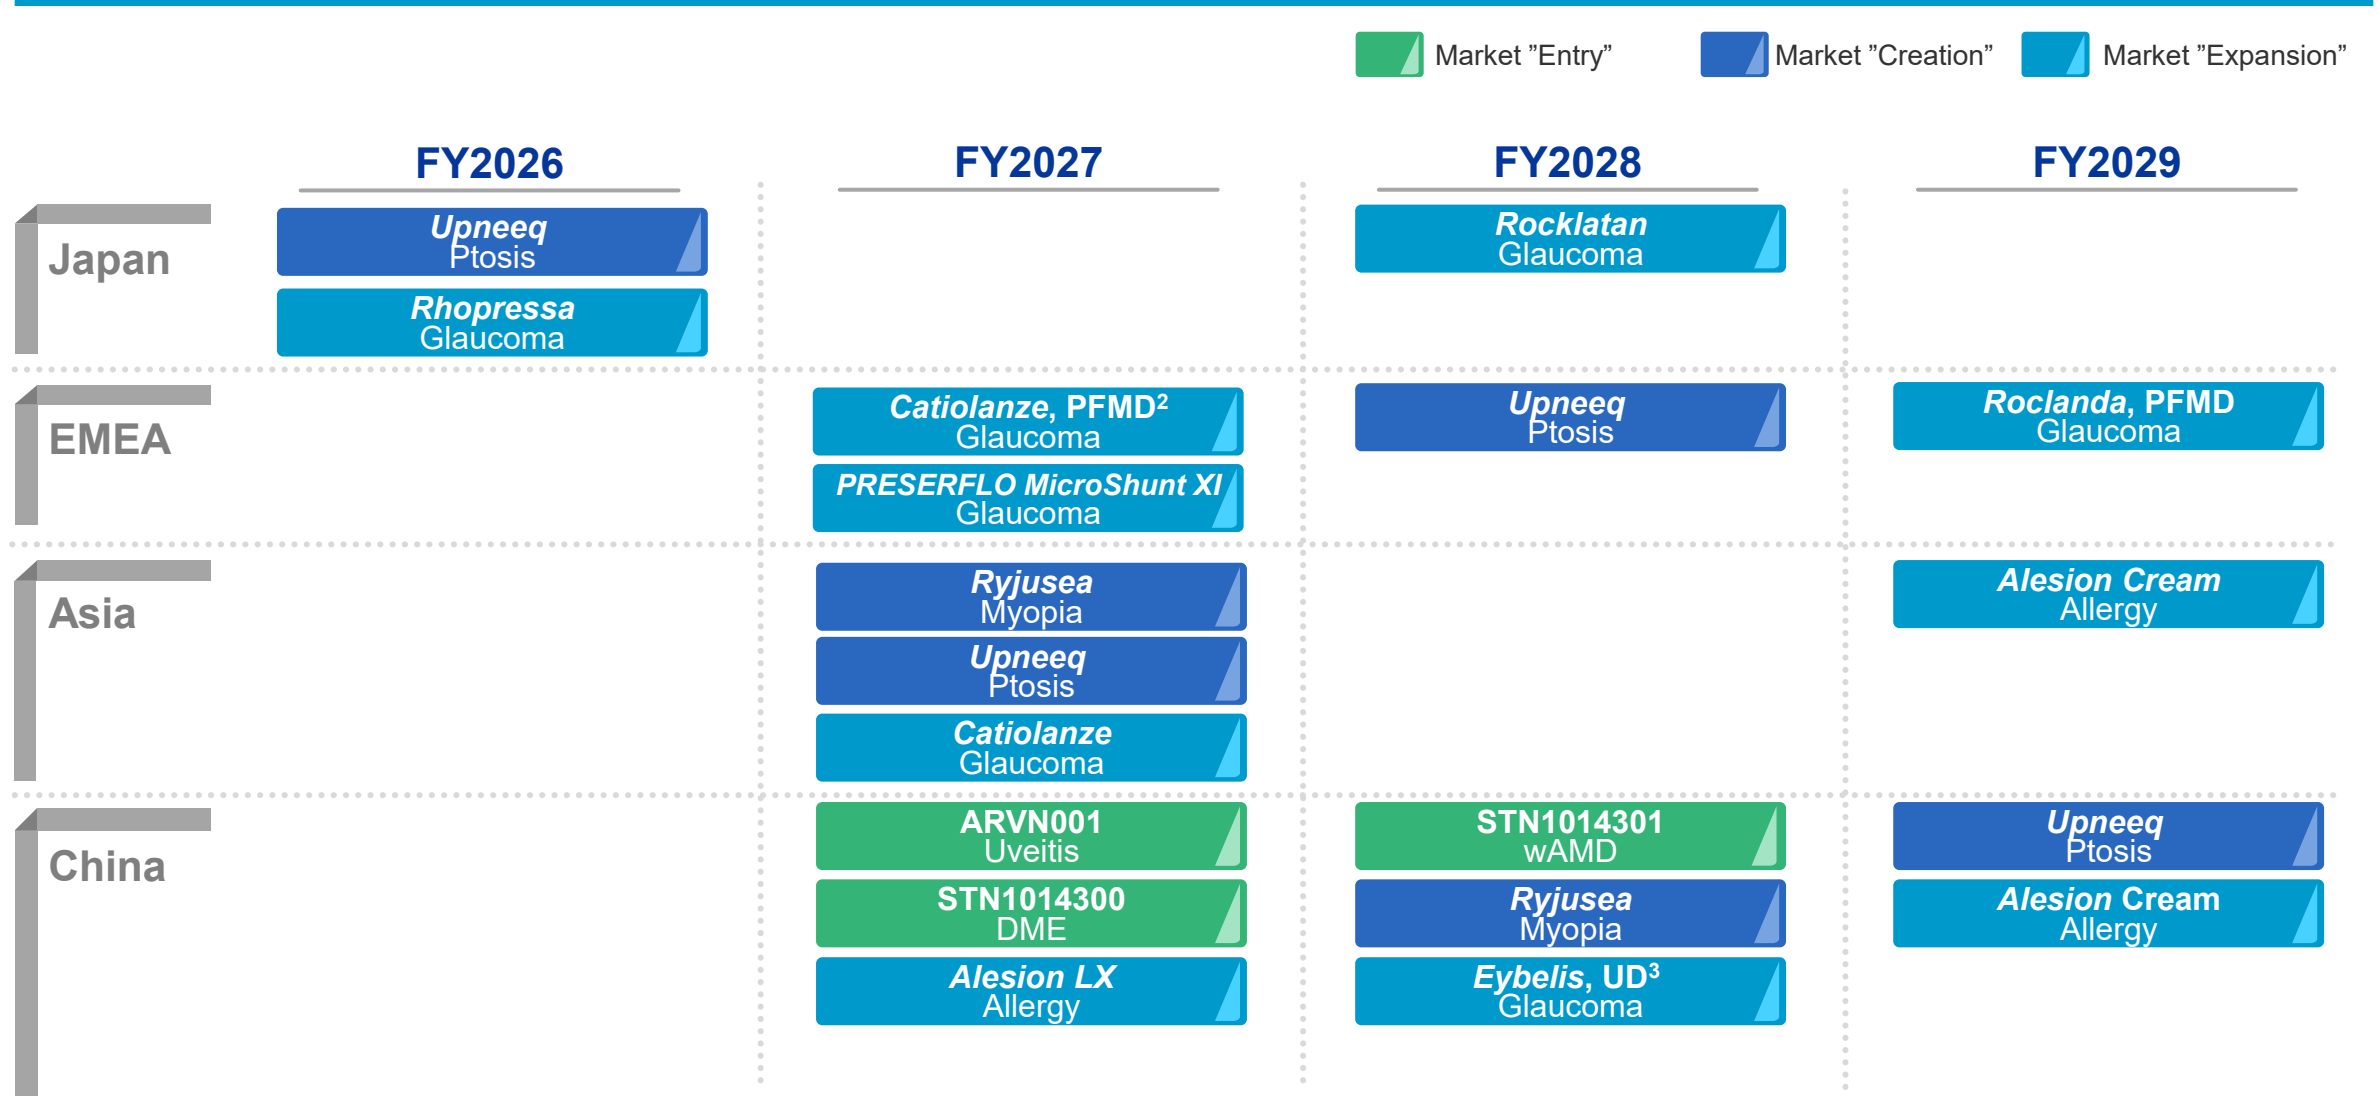 Market ”Entry”
Market ”Creation”
Market ”Expansion”
FY2026
FY2027
FY2028
FY2029
Japan
Upneeq
Ptosis
Rhopressa
Glaucoma
Rocklatan
Glaucoma
EMEA
Catiolanze, PFMD²
Glaucoma
PRESERFLO MicroShunt XI
Glaucoma
Upneeq
Ptosis
Roclanda, PFMD
Glaucoma
Asia
Ryjusea
Myopia
Upneeq
Ptosis
Catiolanze
Glaucoma
Alesion Cream
Allergy
China
ARVN001
Uveitis
STN1014300
DME
Alesion LX
Allergy
STN1014301
wAMD
Ryjusea
Myopia
Eybelis, UD³
Glaucoma
Upneeq
Ptosis
Alesion Cream
Allergy